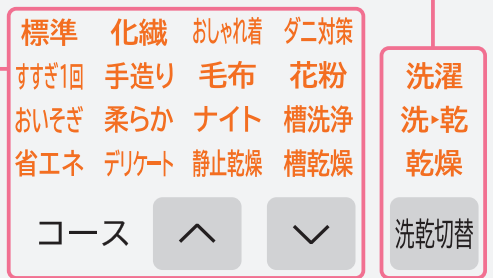 標準 化繊 おしゃれ着 ダニ対策
すすぎ1回 手造り 毛布 花粉
おいそぎ 柔らか ナイト 槽洗浄
省エネ デリケート 静止乾燥 槽乾燥
コース
洗濯
洗▸乾
乾燥
洗乾切替